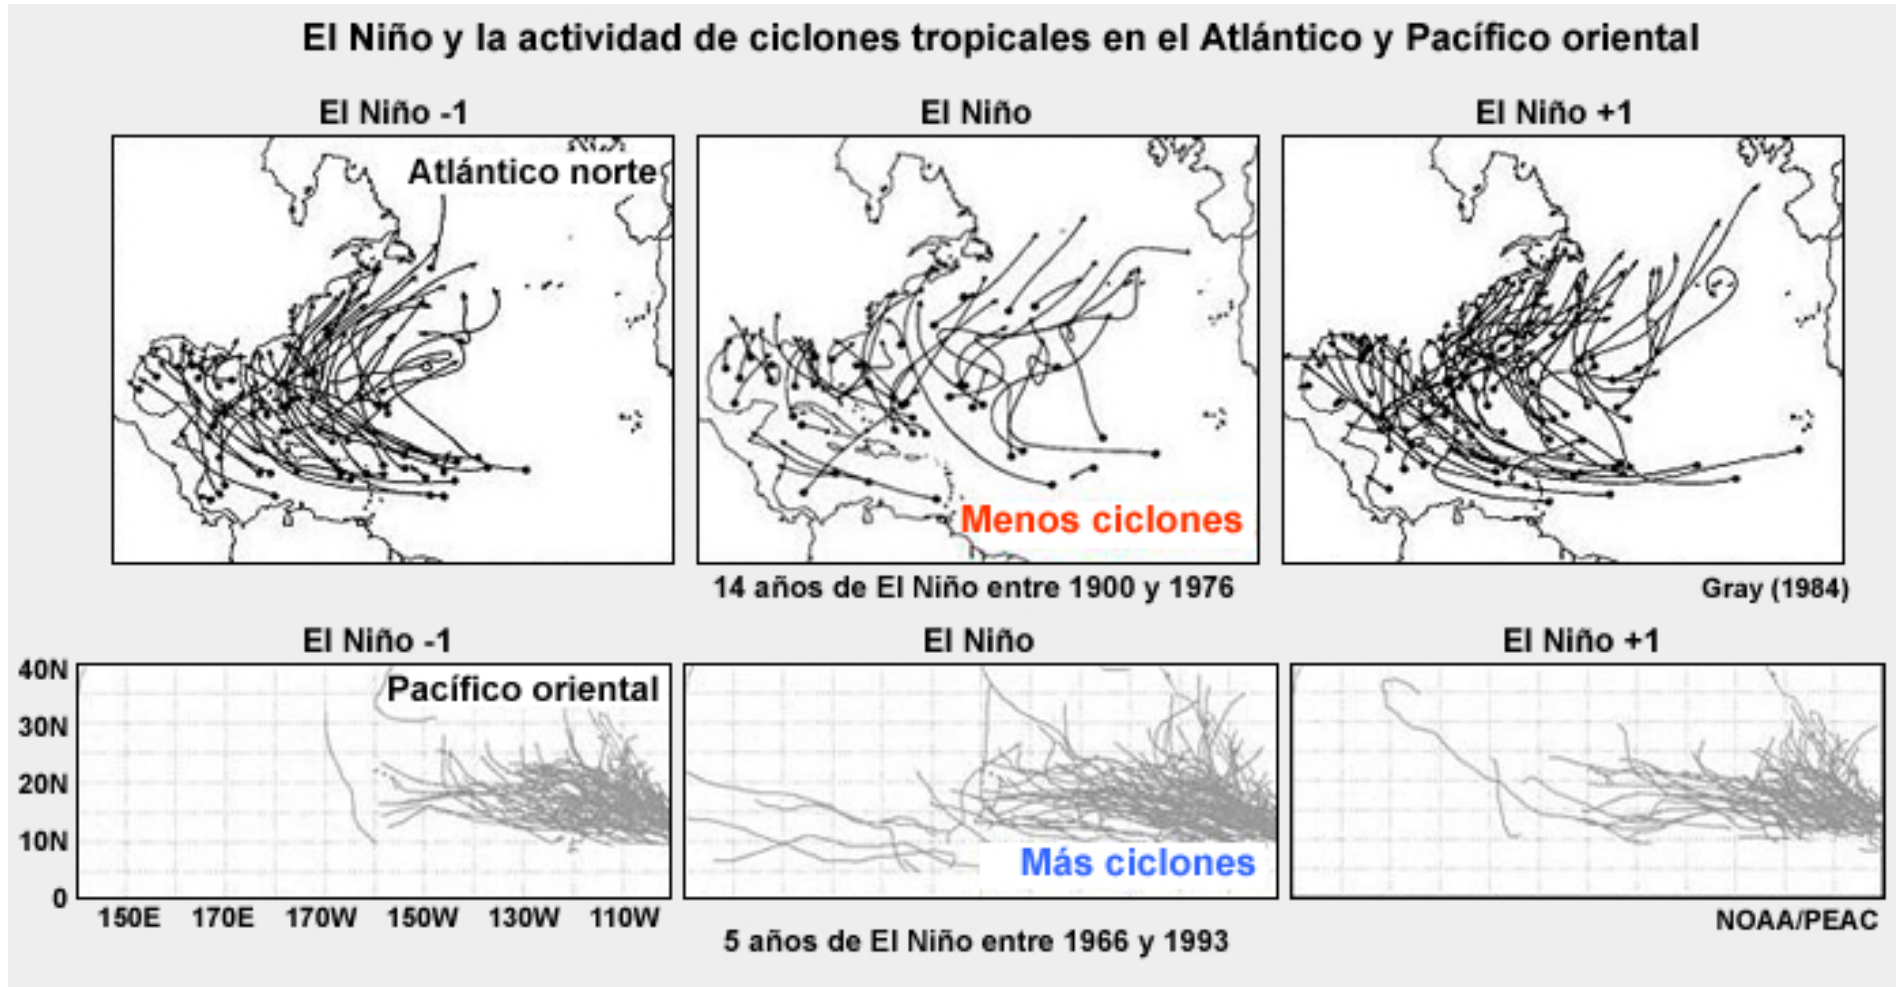 El Niño y la actividad de ciclones tropicales en el Atlántico y Pacífico oriental
El Niño -1
El Niño
El Niño +1
Atlántico norte
Menos ciclones
14 años de El Niño entre 1900 y 1976
Gray (1984)
El Niño -1
El Niño
El Niño +1
40N
30N
20N
10N
0
Pacífico oriental
Más ciclones
150E 170E 170W 150W 130W 110W
5 años de El Niño entre 1966 y 1993
NOAA/PEAC